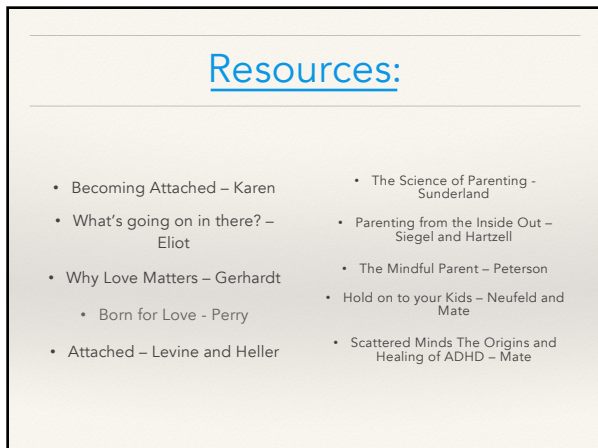 Resources:
• Becoming Attached – Karen
• What's going on in there? –
Eliot
• Why Love Matters – Gerhardt
• Born for Love - Perry
• Attached – Levine and Heller
• The Science of Parenting -
Sunderland
• Parenting from the Inside Out –
Siegel and Hartzell
• The Mindful Parent – Peterson
• Hold on to your Kids – Neufeld and
Mate
• Scattered Minds The Origins and
Healing of ADHD – Mate